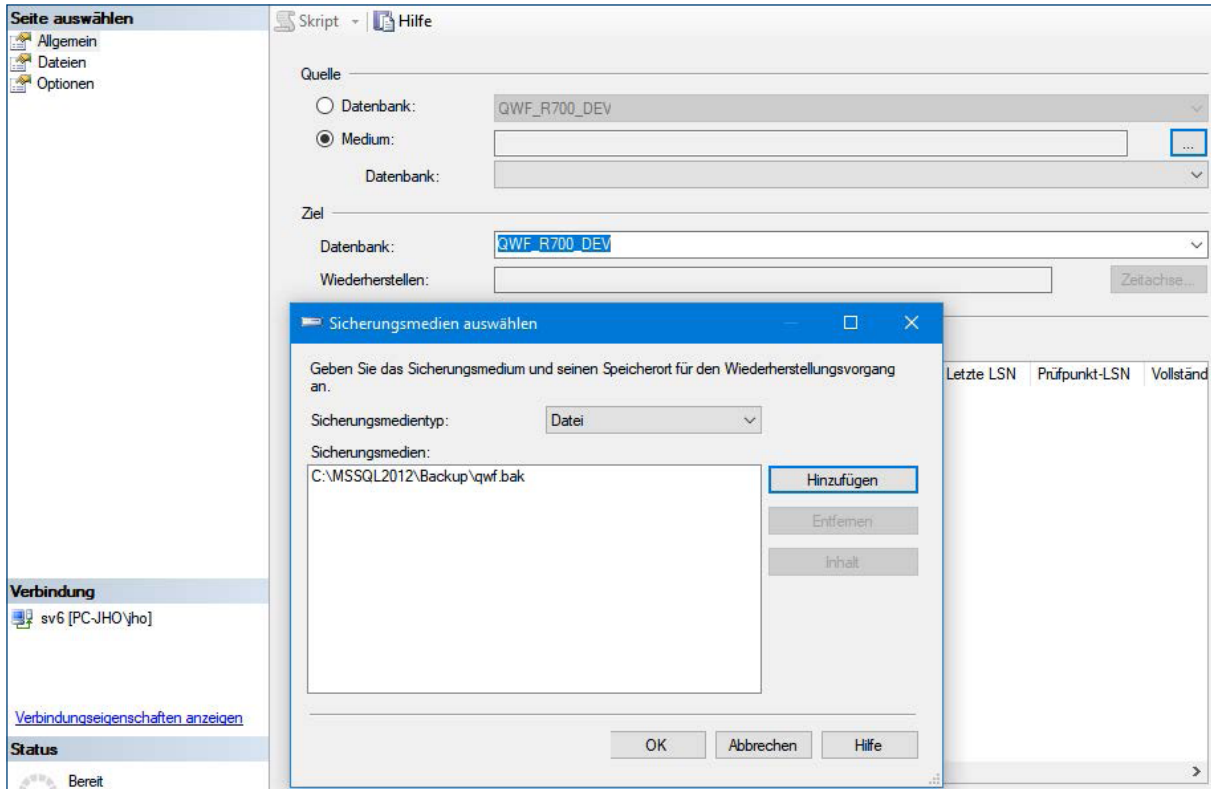 Seite auswählen
Allgemein
Dateien
Optionen
Skript
Hilfe
Quelle
Datenbank:
QWF_R700_DEV
Medium:
...
Datenbank:
Ziel
Datenbank:
QWF_R700_DEV
Wiederherstellen:
Zeitachse...
Sicherungsmedien auswählen
Geben Sie das Sicherungsmedium und seinen Speicherort für den Wiederherstellungsvorgang
an.
Sicherungsmedientyp:
Datei
Sicherungsmedien:
C:\MSSQL2012\Backup\qwf.bak
Hinzufügen
Entfernen
Inhalt
OK
Abbrechen
Hilfe
Letzte LSN
Prüfpunkt-LSN
Vollständ
Verbindung
sv6 [PC-JHO\jho]
Verbindungseigenschaften anzeigen
Status
Bereit